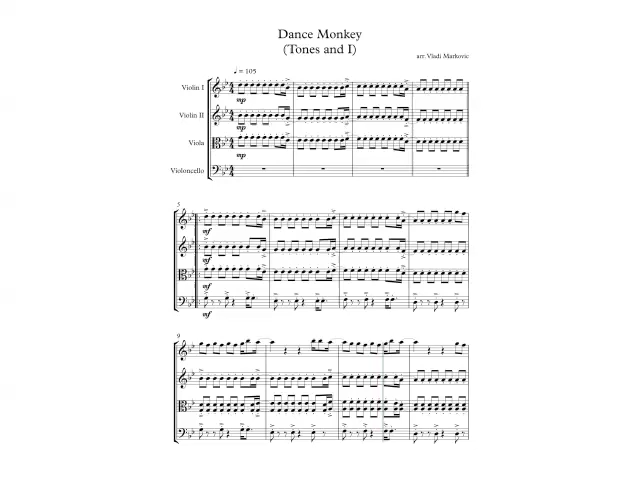 Dance Monkey
(Tones and I)
arr. Vladi Markovic
♩ = 105
Violin I
mp
Violin II
mp
Viola
mp
Violoncello
5
mf
mf
mf
mf
9